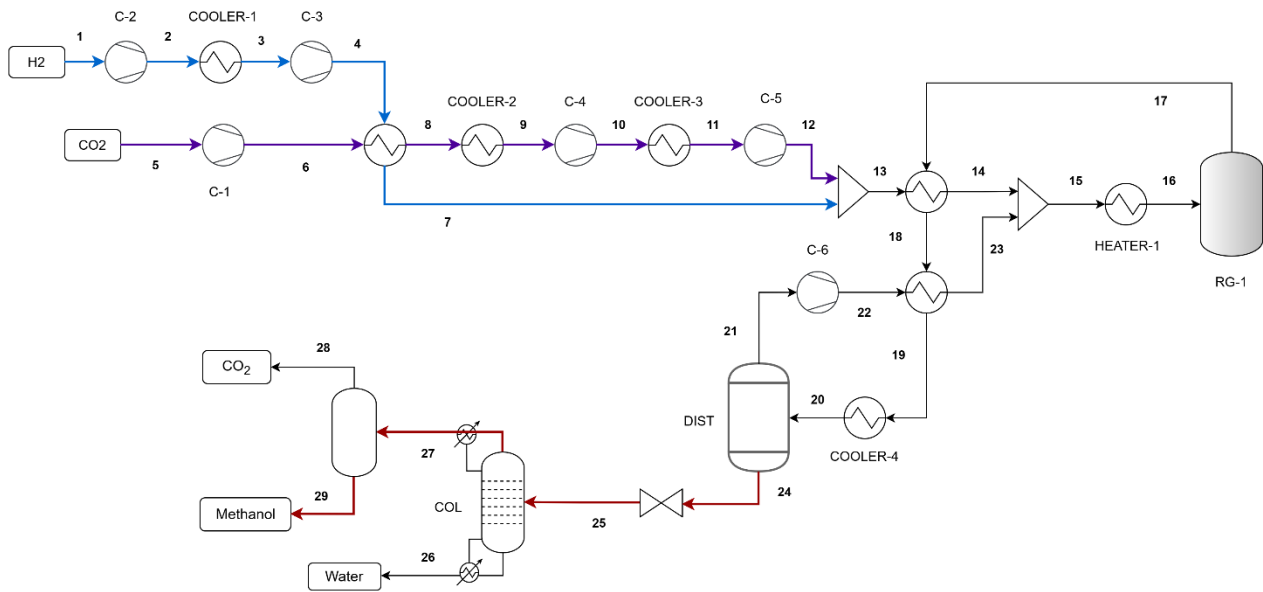 C-2
COOLER-1
C-3
1
2
3
4
H2
COOLER-2
C-4
COOLER-3
C-5
17
8
9
10
11
12
CO2
5
6
13
14
15
16
C-1
7
18
23
HEATER-1
C-6
RG-1
22
21
19
28
CO₂
20
DIST
COOLER-4
27
24
29
COL
25
Methanol
26
Water